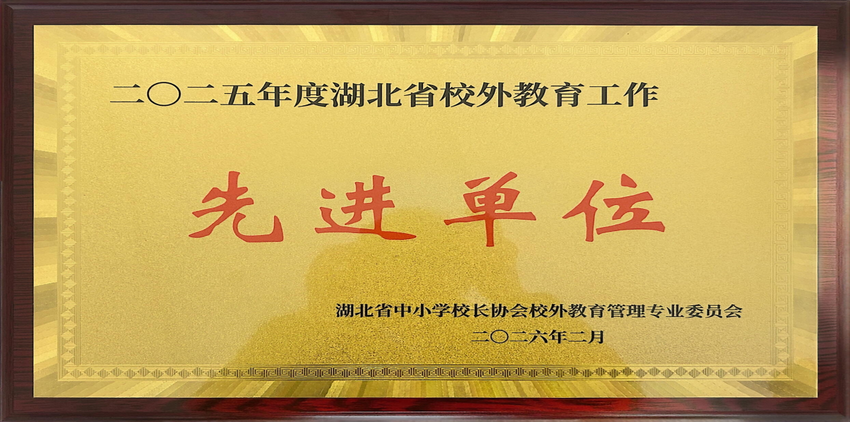 二〇二五年度湖北省校外教育工作
先进单位
湖北省中小学校长协会校外教育管理专业委员会
二〇二六年二月